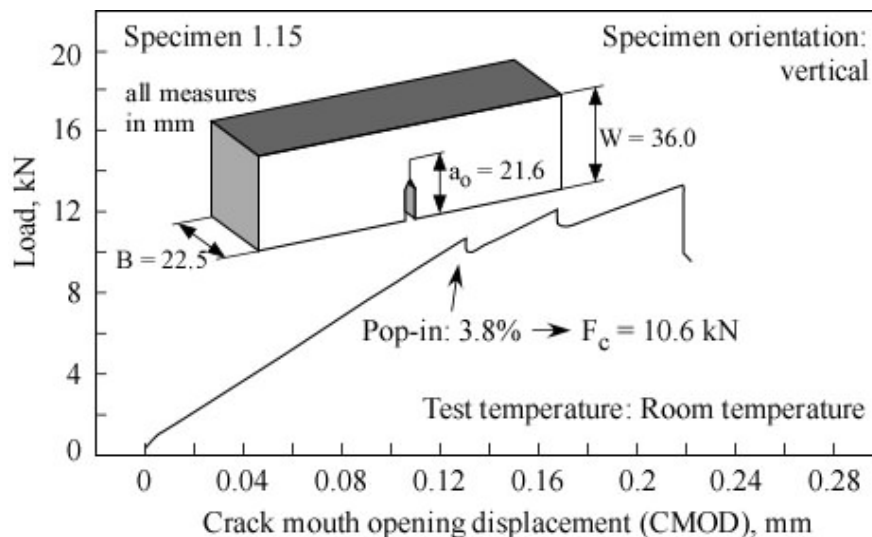 Specimen 1.15
Specimen orientation:
vertical
all measures
in mm
W = 36.0
a₀ = 21.6
B = 22.5
Pop-in: 3.8% → F_c = 10.6 kN
Test temperature: Room temperature
Load, kN
20
16
12
8
4
0
0 0.04 0.08 0.12 0.16 0.2 0.24 0.28
Crack mouth opening displacement (CMOD), mm